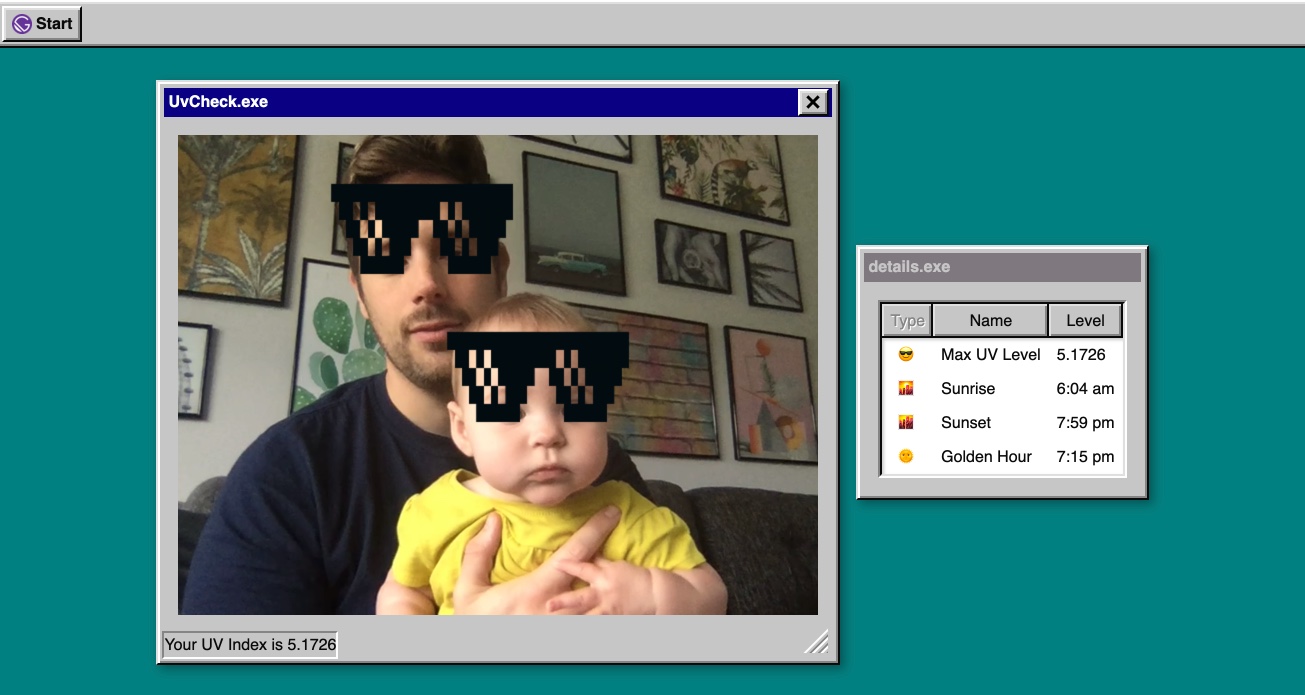 Start
UvCheck.exe
Your UV Index is 5.1726
details.exe
Type Name Level
Max UV Level 5.1726
Sunrise 6:04 am
Sunset 7:59 pm
Golden Hour 7:15 pm